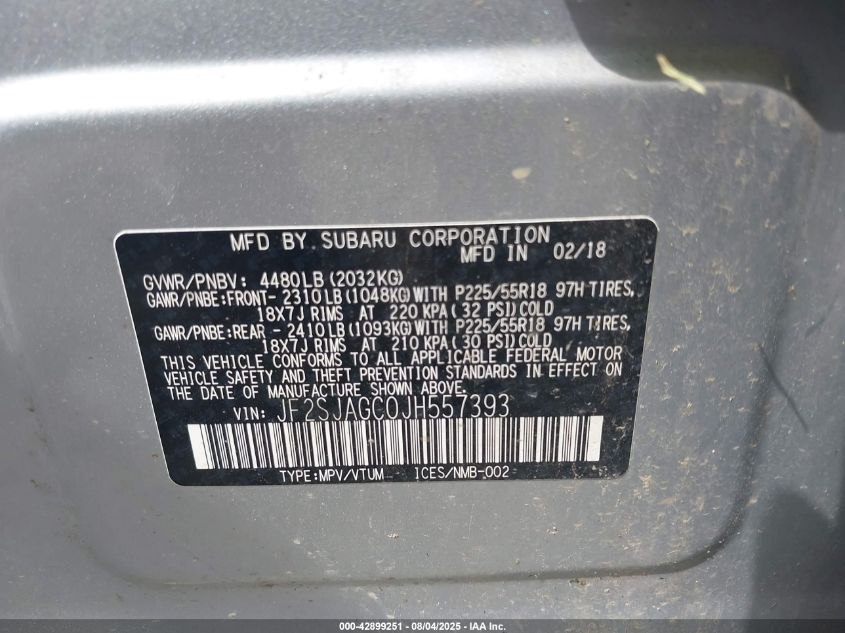 MFD BY. SUBARU CORPORATION
MFD IN 02/18
GVWR/PNBV: 4480LB (2032KG)
GAWR/PNBE:FRONT- 2310LB(1048KG)WITH P225/55R18 97H TIRES,
18X7J RIMS AT 220 KPA(32 PSI)COLD
GAWR/PNBE:REAR - 2410LB(1093KG)WITH P225/55R18 97H TIRES,
18X7J RIMS AT 210 KPA(30 PSI)COLD
THIS VEHICLE CONFORMS TO ALL APPLICABLE FEDERAL MOTOR
VEHICLE SAFETY AND THEFT PREVENTION STANDARDS IN EFFECT ON
THE DATE OF MANUFACTURE SHOWN ABOVE.
VIN: JF2SJAGC0JH557393
TYPE:MPV/VTUM ICES/NMB-002
000-42899251 - 08/04/2025 - IAA Inc.